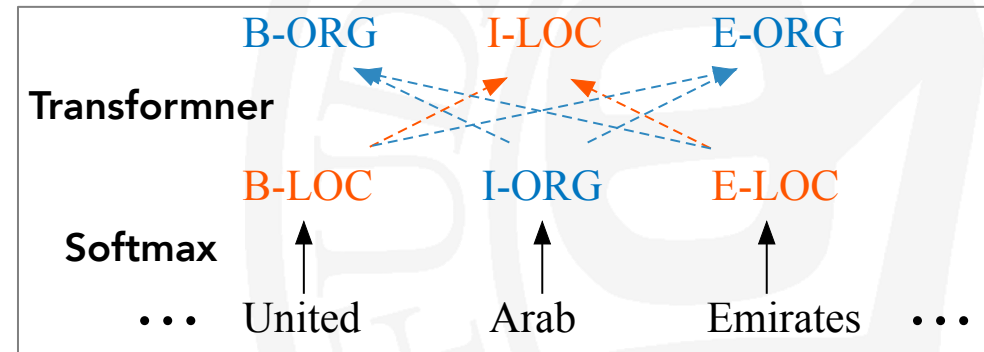 B-ORG I-LOC E-ORG
Transformner
B-LOC I-ORG E-LOC
Softmax
... United Arab Emirates ...